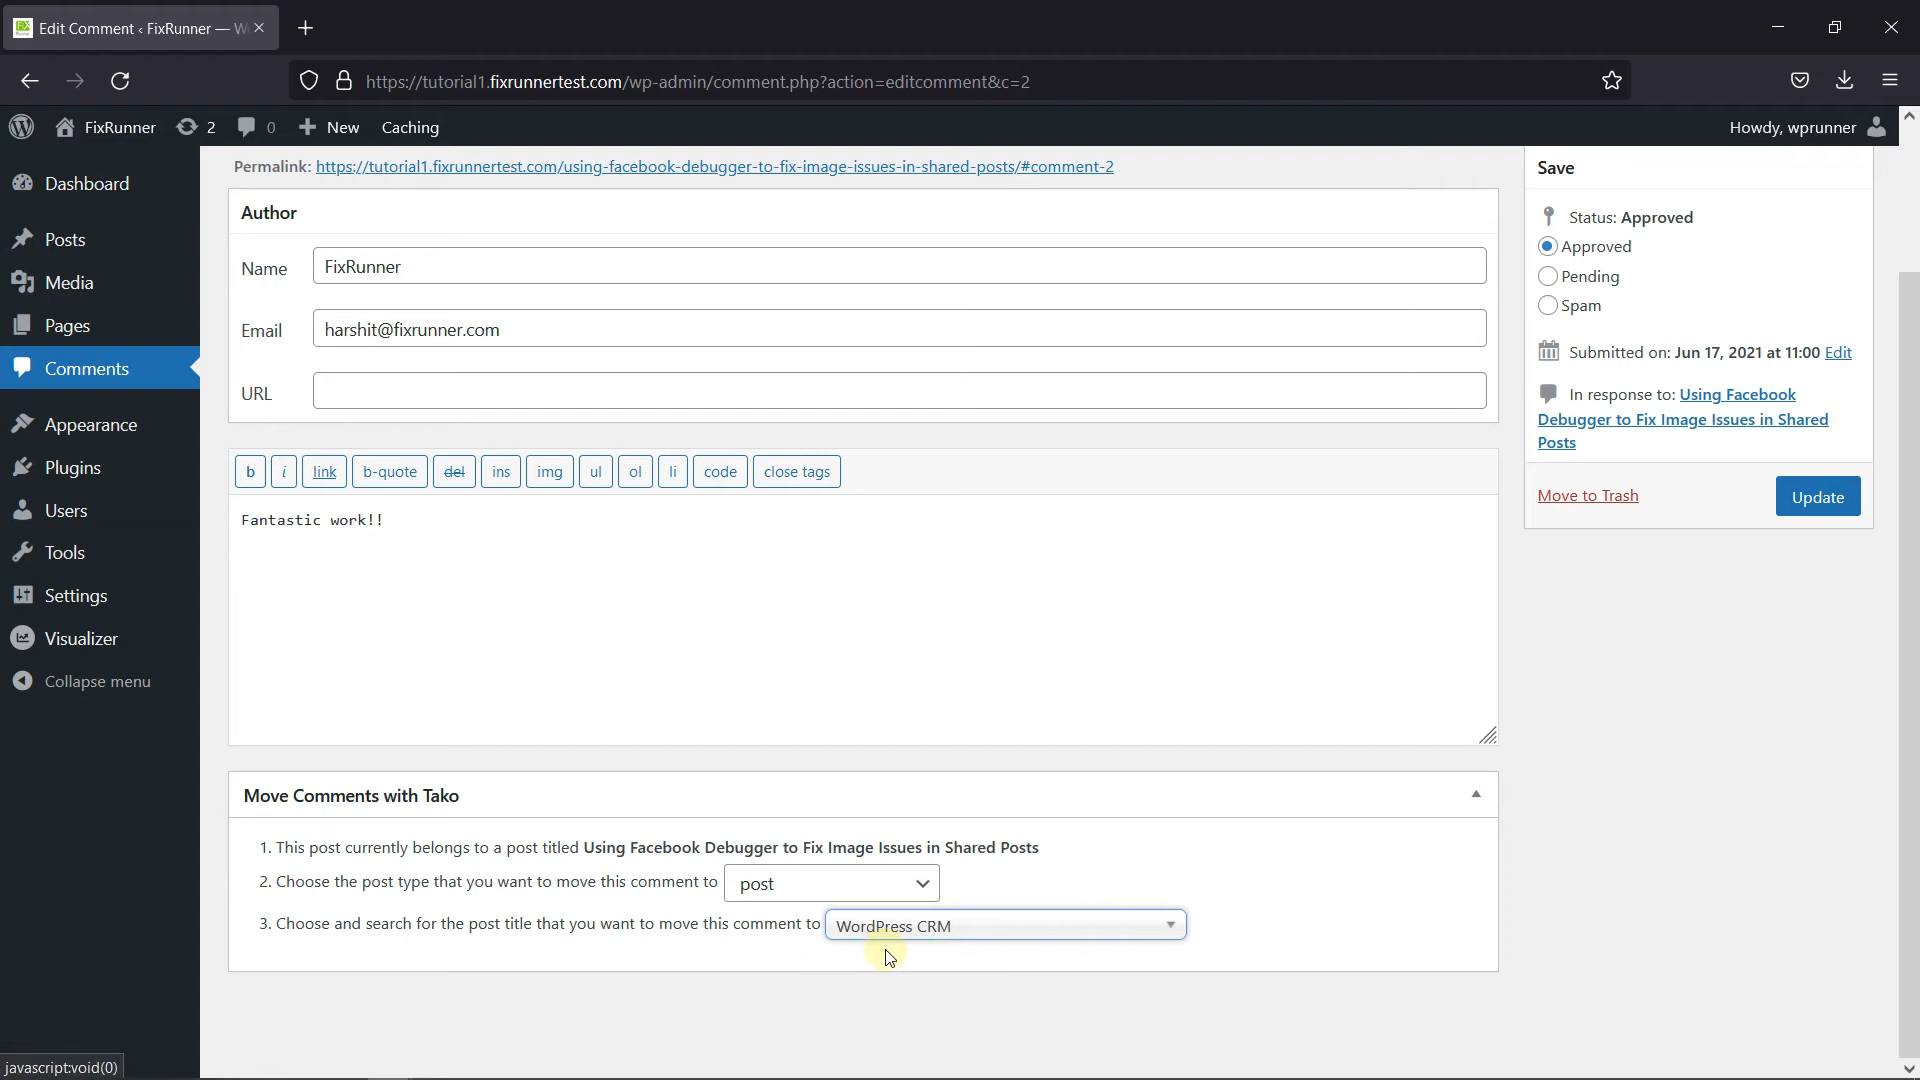 Edit Comment ‹ FixRunner — W
https://tutorial1.fixrunnertest.com/wp-admin/comment.php?action=editcomment&c=2
FixRunner 2 0 New Caching Howdy, wprunner
Dashboard
Posts
Media
Pages
Comments
Appearance
Plugins
Users
Tools
Settings
Visualizer
Collapse menu
Permalink: https://tutorial1.fixrunnertest.com/using-facebook-debugger-to-fix-image-issues-in-shared-posts/#comment-2
Author
Name FixRunner
Email harshit@fixrunner.com
URL
b i link b-quote del ins img ul ol li code close tags
Fantastic work!!
Move Comments with Tako
1. This post currently belongs to a post titled Using Facebook Debugger to Fix Image Issues in Shared Posts
2. Choose the post type that you want to move this comment to post
3. Choose and search for the post title that you want to move this comment to WordPress CRM
Save
Status: Approved
Approved
Pending
Spam
Submitted on: Jun 17, 2021 at 11:00 Edit
In response to: Using Facebook
Debugger to Fix Image Issues in Shared
Posts
Move to Trash Update
javascript:void(0)